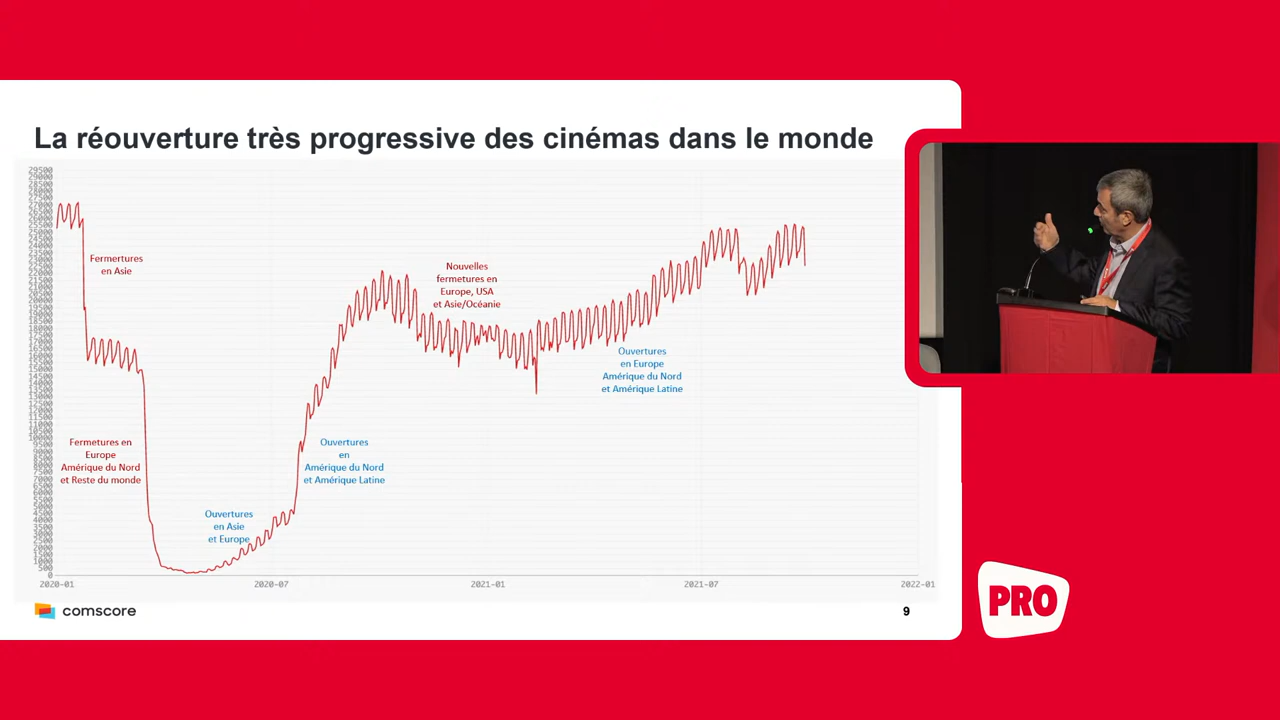 La réouverture très progressive des cinémas dans le monde
Fermertures
en Asie
Nouvelles
fermetures en
Europe, USA
et Asie/Océanie
Ouvertures
en Europe
Amérique du Nord
et Amérique Latine
Fermetures en
Europe
Amérique du Nord
et Reste du monde
Ouvertures
en
Amérique du Nord
et Amérique Latine
Ouvertures
en Asie
et Europe
0
2020-01
2020-07
2021-01
2021-07
2022-01
comscore
9
PRO